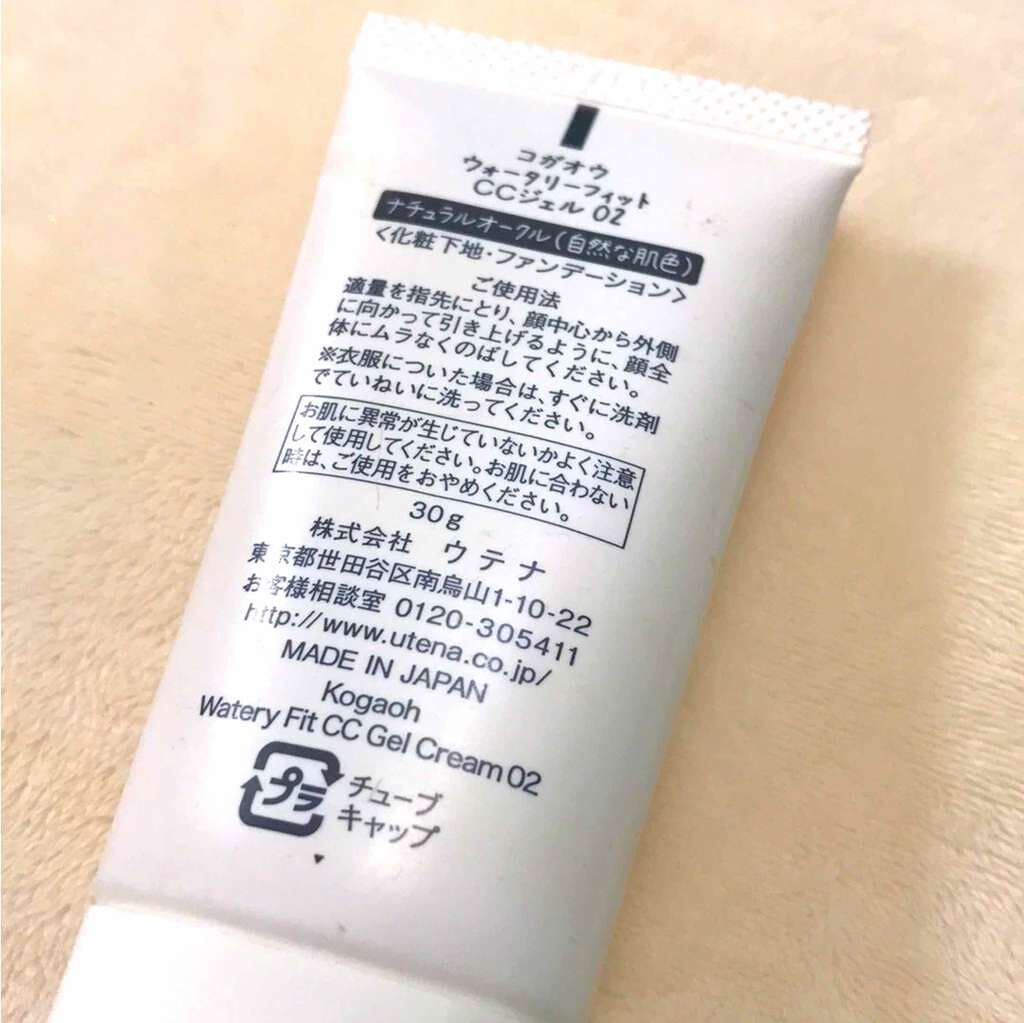 コガオウ
ウォータリーフィット
CCジェル 02
ナチュラルオークル(自然な肌色)
<化粧下地・ファンデーション>
ご使用法
適量を指先にとり、顔中心から外側
に向かって引き上げるように、顔全
体にムラなくのばしてください。
※衣服についた場合は、すぐに洗剤
でていねいに洗ってください。
お肌に異常が生じていないかよく注意
して使用してください。お肌に合わない
時は、ご使用をおやめください。
30g
株式会社 ウテナ
東京都世田谷区南烏山1-10-22
お客様相談室 0120-305411
http://www.utena.co.jp/
MADE IN JAPAN
Kogaoh
Watery Fit CC Gel Cream 02
プラ
チューブ
キャップ